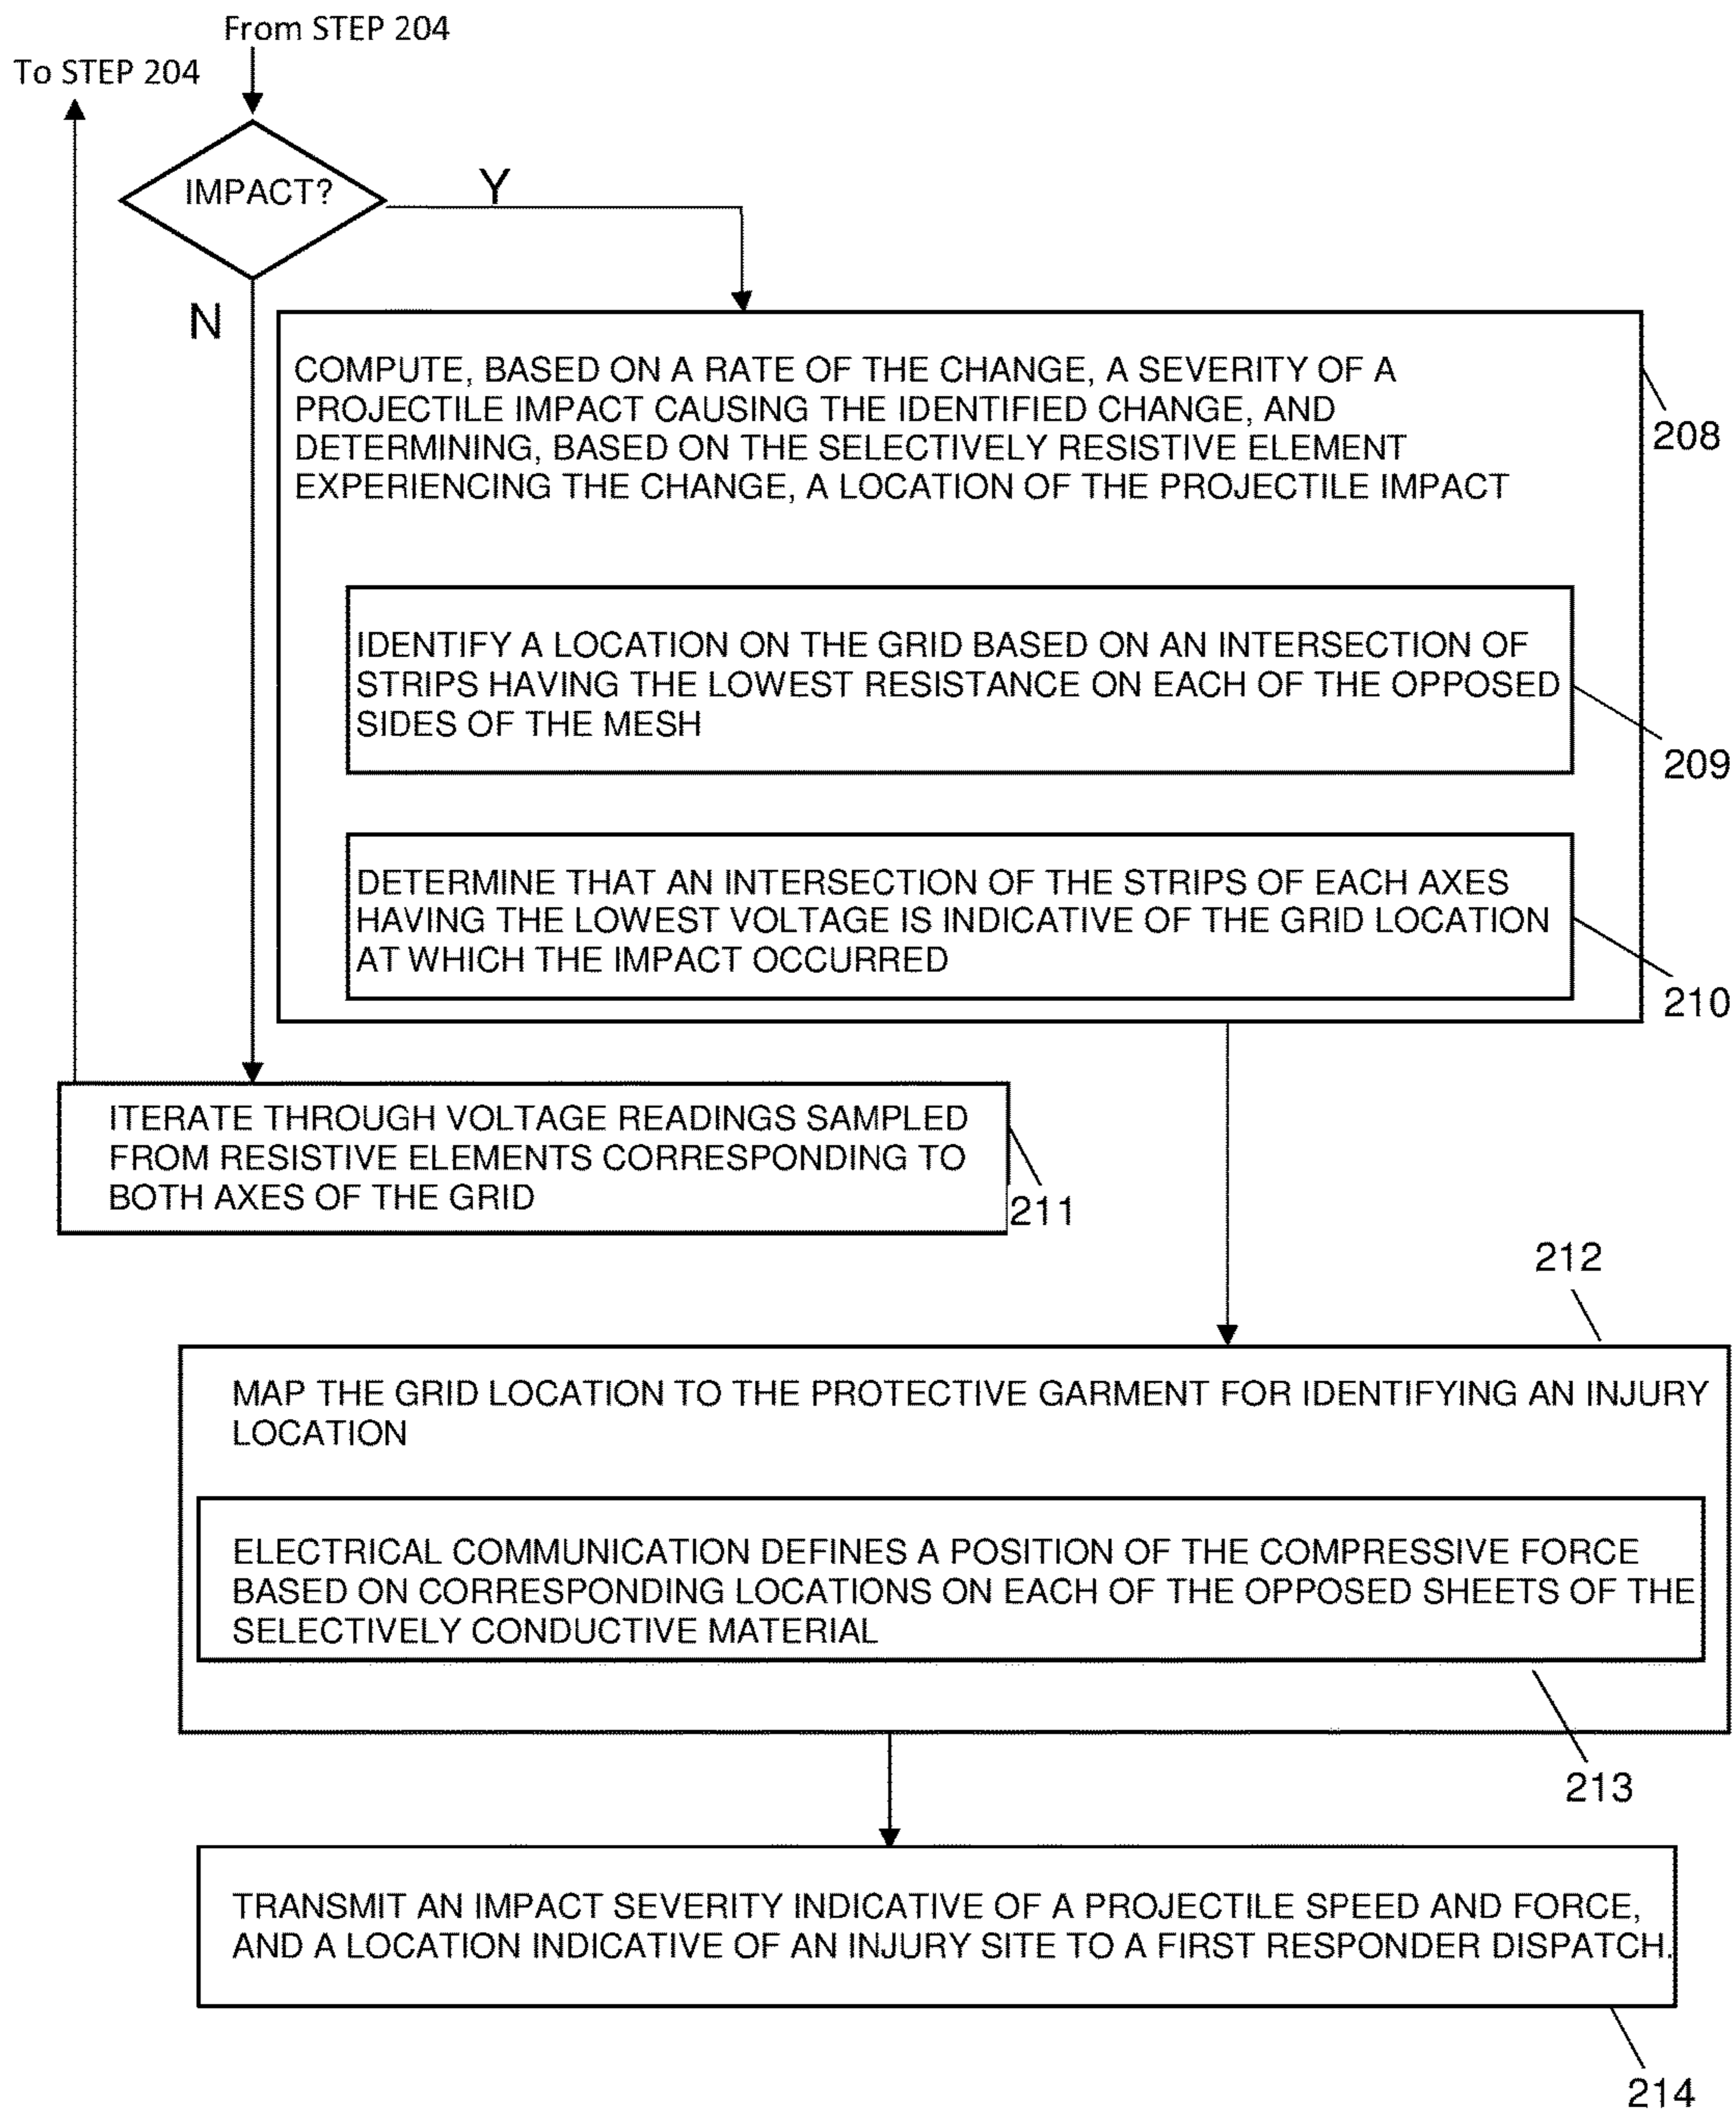 From STEP 204
To STEP 204
IMPACT?
Y
N
COMPUTE, BASED ON A RATE OF THE CHANGE, A SEVERITY OF A
PROJECTILE IMPACT CAUSING THE IDENTIFIED CHANGE, AND
DETERMINING, BASED ON THE SELECTIVELY RESISTIVE ELEMENT
EXPERIENCING THE CHANGE, A LOCATION OF THE PROJECTILE IMPACT
208
IDENTIFY A LOCATION ON THE GRID BASED ON AN INTERSECTION OF
STRIPS HAVING THE LOWEST RESISTANCE ON EACH OF THE OPPOSED
SIDES OF THE MESH
209
DETERMINE THAT AN INTERSECTION OF THE STRIPS OF EACH AXES
HAVING THE LOWEST VOLTAGE IS INDICATIVE OF THE GRID LOCATION
AT WHICH THE IMPACT OCCURRED
210
ITERATE THROUGH VOLTAGE READINGS SAMPLED
FROM RESISTIVE ELEMENTS CORRESPONDING TO
BOTH AXES OF THE GRID
211
212
MAP THE GRID LOCATION TO THE PROTECTIVE GARMENT FOR IDENTIFYING AN INJURY
LOCATION
ELECTRICAL COMMUNICATION DEFINES A POSITION OF THE COMPRESSIVE FORCE
BASED ON CORRESPONDING LOCATIONS ON EACH OF THE OPPOSED SHEETS OF THE
SELECTIVELY CONDUCTIVE MATERIAL
213
TRANSMIT AN IMPACT SEVERITY INDICATIVE OF A PROJECTILE SPEED AND FORCE,
AND A LOCATION INDICATIVE OF AN INJURY SITE TO A FIRST RESPONDER DISPATCH.
214